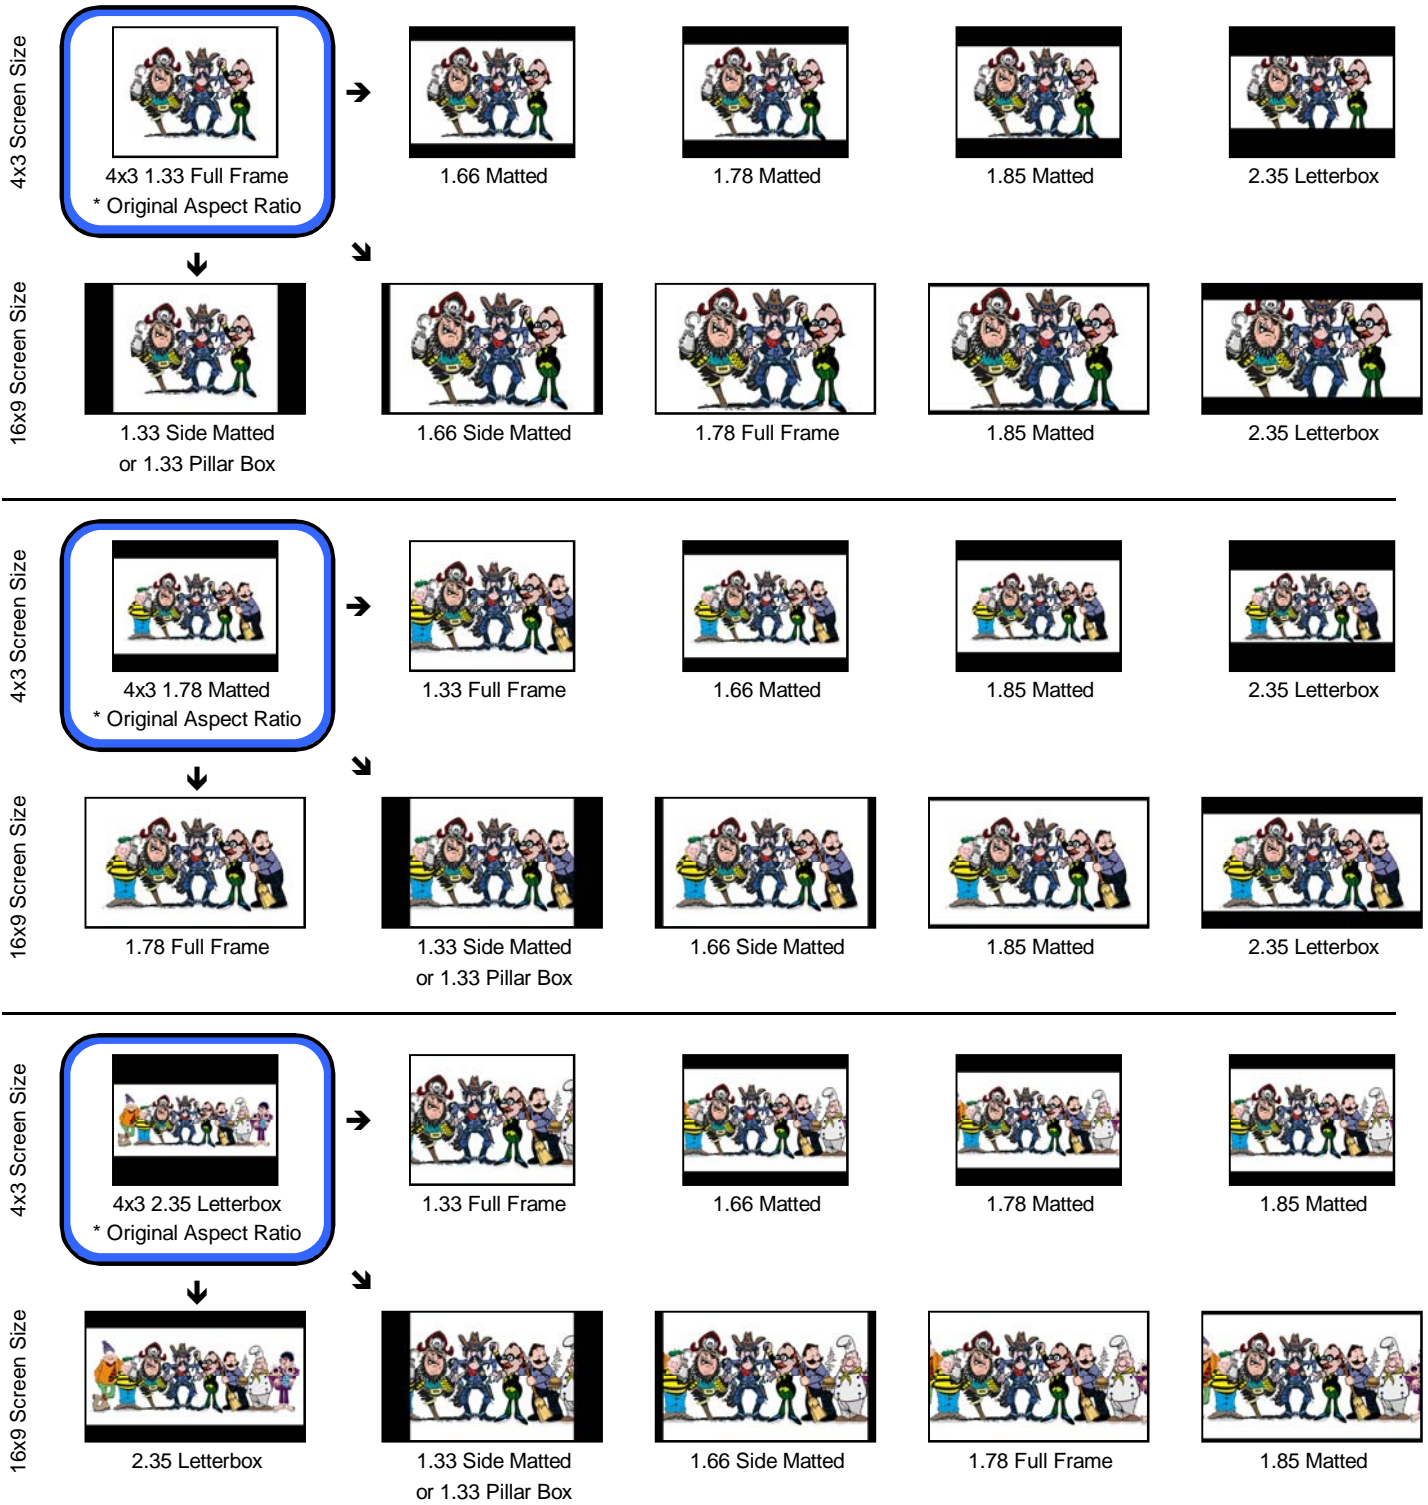 4x3 Screen Size
4x3 1.33 Full Frame
* Original Aspect Ratio
1.66 Matted
1.78 Matted
1.85 Matted
2.35 Letterbox
16x9 Screen Size
1.33 Side Matted
or 1.33 Pillar Box
1.66 Side Matted
1.78 Full Frame
1.85 Matted
2.35 Letterbox
4x3 Screen Size
4x3 1.78 Matted
* Original Aspect Ratio
1.33 Full Frame
1.66 Matted
1.85 Matted
2.35 Letterbox
16x9 Screen Size
1.78 Full Frame
1.33 Side Matted
or 1.33 Pillar Box
1.66 Side Matted
1.85 Matted
2.35 Letterbox
4x3 Screen Size
4x3 2.35 Letterbox
* Original Aspect Ratio
1.33 Full Frame
1.66 Matted
1.78 Matted
1.85 Matted
16x9 Screen Size
2.35 Letterbox
1.33 Side Matted
or 1.33 Pillar Box
1.66 Side Matted
1.78 Full Frame
1.85 Matted